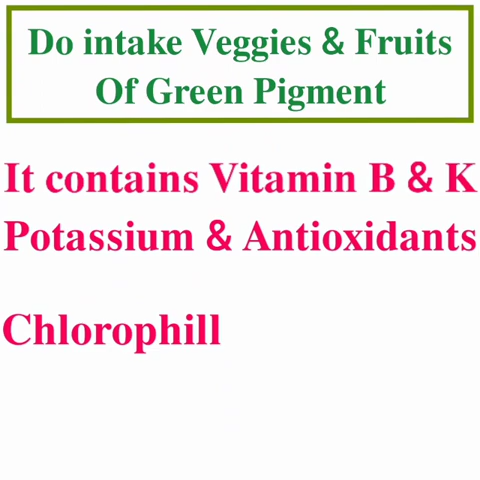 Do intake Veggies & Fruits
Of Green Pigment
It contains Vitamin B & K
Potassium & Antioxidants
Chlorophill